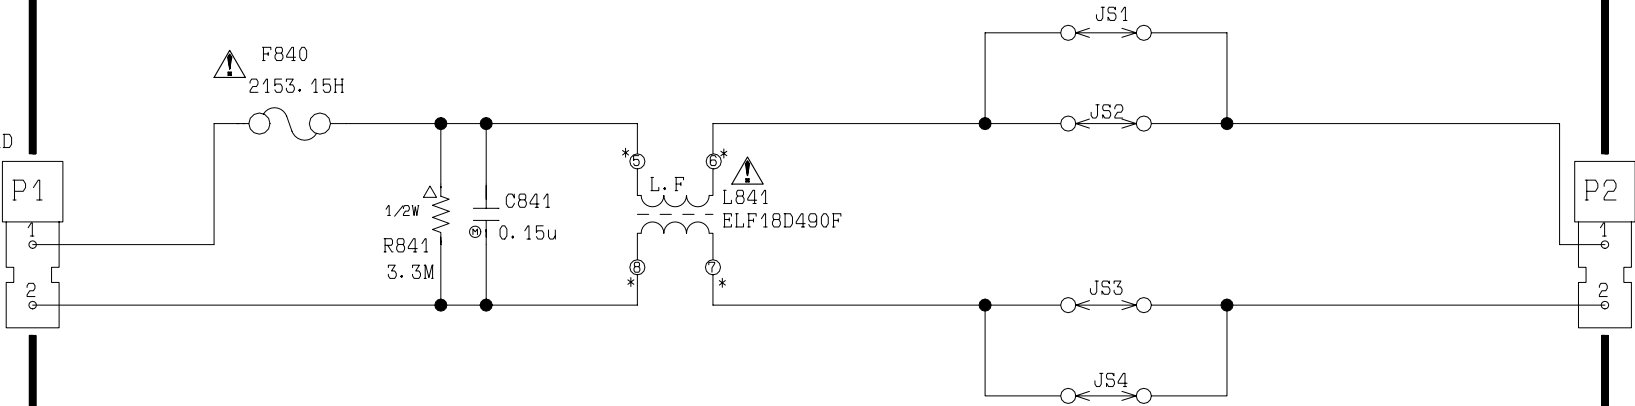 JS1
F840
2153.15H
JS2
D
P1
1
2
1/2W
R841
3.3M
C841
M
0.15u
*5
6*
L.F
L841
ELF18D490F
8
*
7
*
JS3
JS4
P2
1
2